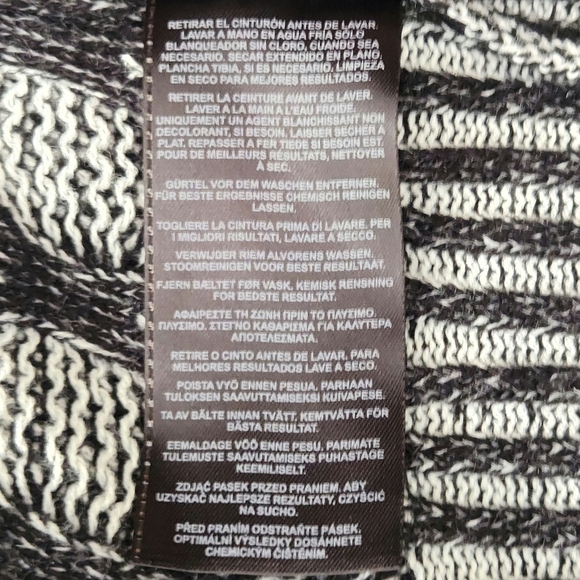 RETIRAR EL CINTURÓN ANTES DE LAVAR.
LAVAR A MANO EN AGUA FRÍA SÓLO
BLANQUEADOR SIN CLORO, CUANDO SEA
NECESARIO. SECAR EXTENDIDO EN PLANO.
PLANCHA TIBIA, SI ES NECESARIO. LIMPIEZA
EN SECO PARA MEJORES RESULTADOS.
RETIRER LA CEINTURE AVANT DE LAVER.
LAVER À LA MAIN À L'EAU FROIDE.
UNIQUEMENT UN AGENT BLANCHISSANT NON
DECOLORANT, SI BESOIN. LAISSER SÉCHER À
PLAT. REPASSER A FER TIEDE SI BESOIN EST.
POUR DE MEILLEURS RÉSULTATS, NETTOYER
À SEC.
GÜRTEL VOR DEM WASCHEN ENTFERNEN.
FÜR BESTE ERGEBNISSE CHEMISCH REINIGEN
LASSEN.
TOGLIERE LA CINTURA PRIMA DI LAVARE. PER
I MIGLIORI RISULTATI, LAVARE A SECCO.
VERWIJDER RIEM ALVORENS WASSEN.
STOOMREINIGEN VOOR BESTE RESULTAAT.
FJERN BÆLTET FØR VASK. KEMISK RENSNING
FOR BEDSTE RESULTAT.
ΑΦΑΙΡΕΣΤΕ ΤΗ ΖΩΝΗ ΠΡΙΝ ΤΟ ΠΛΥΣΙΜΟ.
ΠΛΥΣΙΜΟ. ΣΤΕΓΝΟ ΚΑΘΑΡΙΣΜΑ ΓΙΑ ΚΑΛΥΤΕΡΑ
ΑΠΟΤΕΛΕΣΜΑΤΑ.
RETIRE O CINTO ANTES DE LAVAR. PARA
MELHORES RESULTADOS LAVE A SECO.
POISTA VYÖ ENNEN PESUA. PARHAAN
TULOKSEN SAAVUTTAMISEKSI KUIVAPESE.
TA AV BÄLTE INNAN TVÄTT. KEMTVÄTTA FÖR
BÄSTA RESULTAT.
EEMALDAGE VÖÖ ENNE PESU. PARIMATE
TULEMUSTE SAAVUTAMISEKS PUHASTAGE
KEEMILISELT.
ZDJĄĆ PASEK PRZED PRANIEM. ABY
UZYSKAĆ NAJLEPSZE REZULTATY, CZYŚCIĆ
NA SUCHO.
PŘED PRANÍM ODSTRAŇTE PÁSEK.
OPTIMÁLNÍ VÝSLEDKY DOSÁHNETE
CHEMICKÝM ČIŠTĚNÍM.